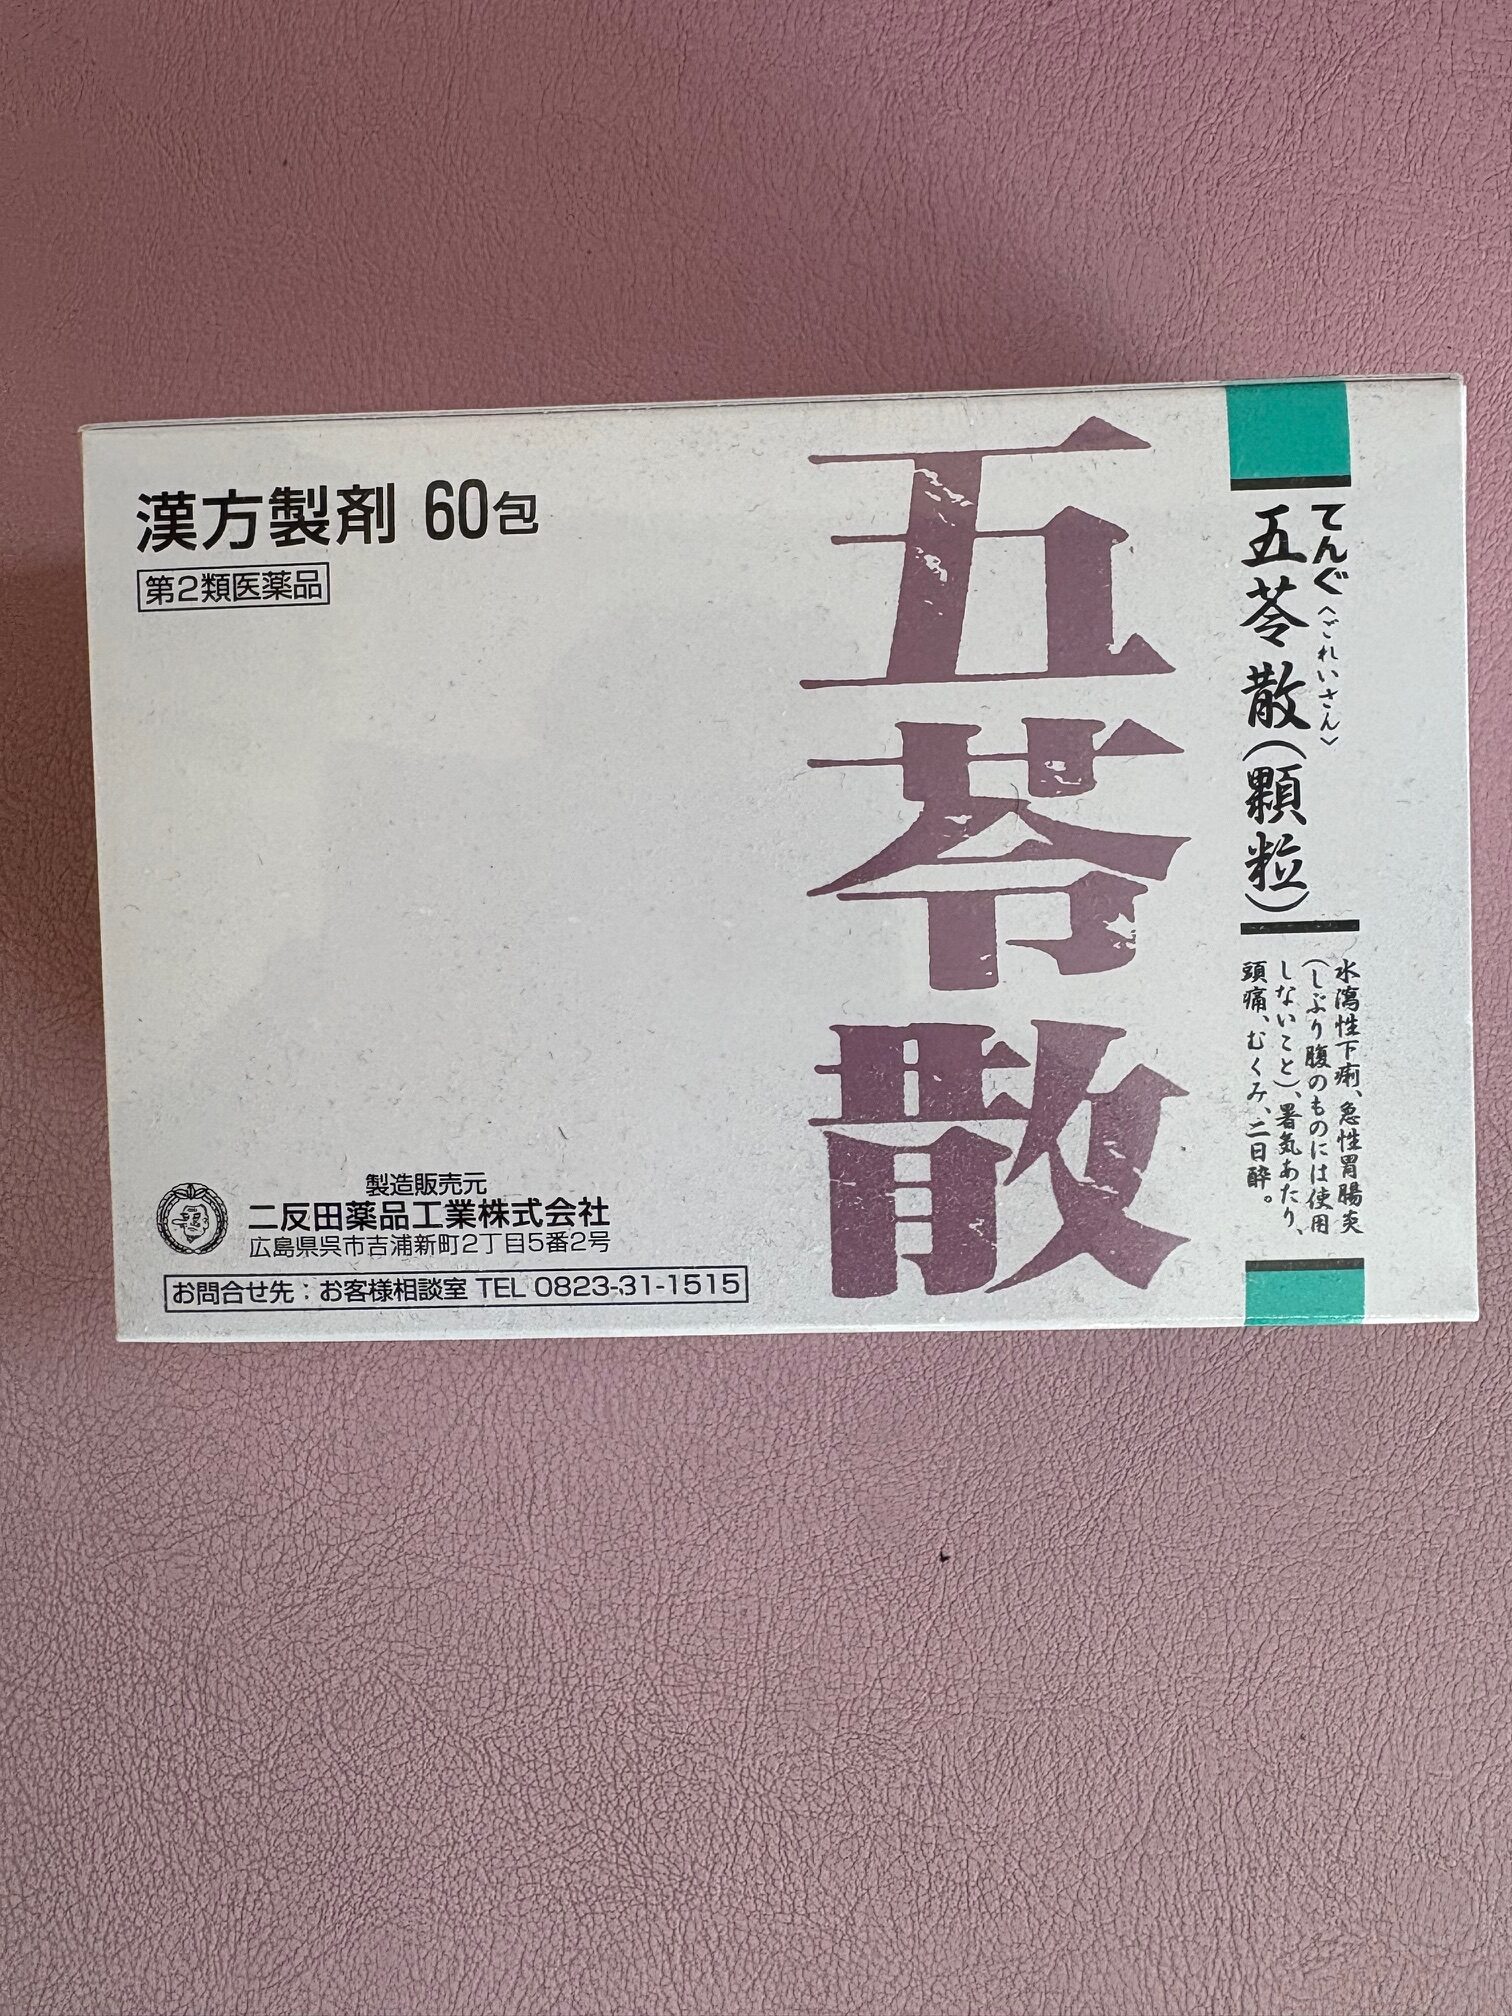 漢方製剤 60包
第2類医薬品
五苓散
てんぐ〈ごれいさん〉
五苓散(顆粒)
水瀉性下痢、急性胃腸炎
(しぶり腹のものには使用
しないこと)、暑気あたり、
頭痛、むくみ、二日酔。
製造販売元
二反田薬品工業株式会社
広島県呉市吉浦新町2丁目5番2号
お問合せ先：お客様相談室 TEL 0823-31-1515